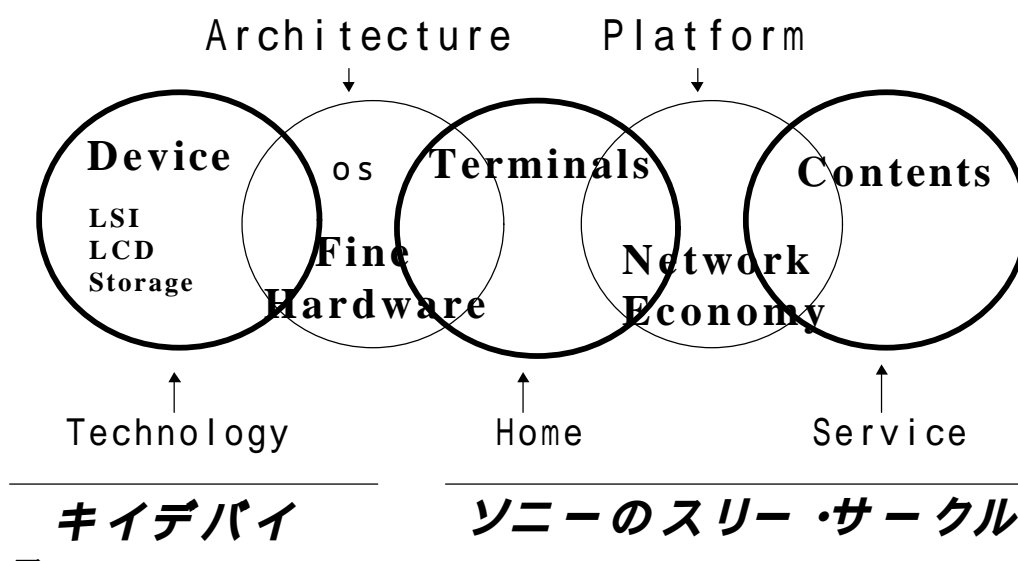 Architecture Platform
Device os Terminals Contents
LSI
LCD
Storage
Fine
Hardware
Network
Economy
Technology Home Service
キイデバイ ソニーのスリー・サークル